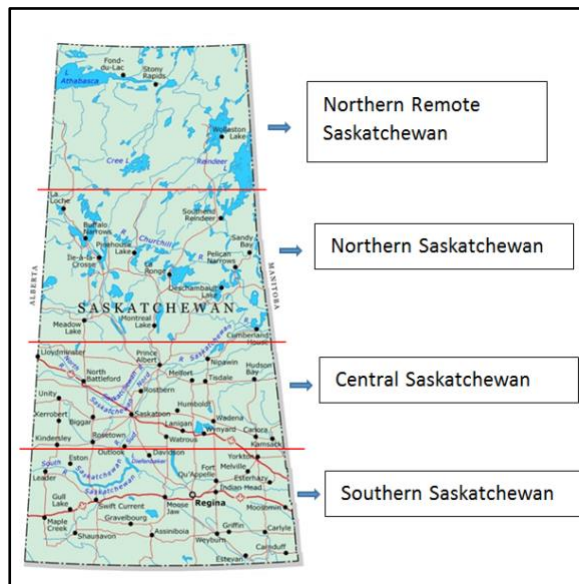 Fond-
du-Lac
Stony
Rapids
L.
Athabasca
Wollaston
Lake
Cree L.
Reindeer
L.
Northern Remote
Saskatchewan
La
Loche
Buffalo
Narrows
Pinehouse
Lake
Ile-à-la-
Crosse
Churchill
R.
Southend
Reindeer
Sandy
Bay
Pelican
Narrows
La
Ronge
Deschambault
Lake
ALBERTA
MANITOBA
SASKATCHEWAN
Montreal
Lake
Meadow
Lake
Cumberland
House
Northern Saskatchewan
Lloydminster
North
Battleford
Prince
Albert
Saskatchewan R.
Nipawin
Melfort
Tisdale
Hudson
Bay
Rosthern
Unity
Humboldt
Saskatoon
Kerrobert
Biggar
Lanigan
Wadena
Wynyard
Canora
Kamsack
Watrous
Kindersley
Rosetown
Outlook
Central Saskatchewan
Davidson
L.
Diefenbaker
Yorkton
Eston
South
Saskatchewan
R.
Leader
Fort
Qu'Appelle
Melville
Esterhazy
Indian Head
Gull
Lake
Swift Current
Moose
Jaw
Regina
Moosomin
Maple
Creek
Gravelbourg
Shaunavon
Assiniboia
Griffin
Carlyle
Weyburn
Carnduff
Estevan
Southern Saskatchewan